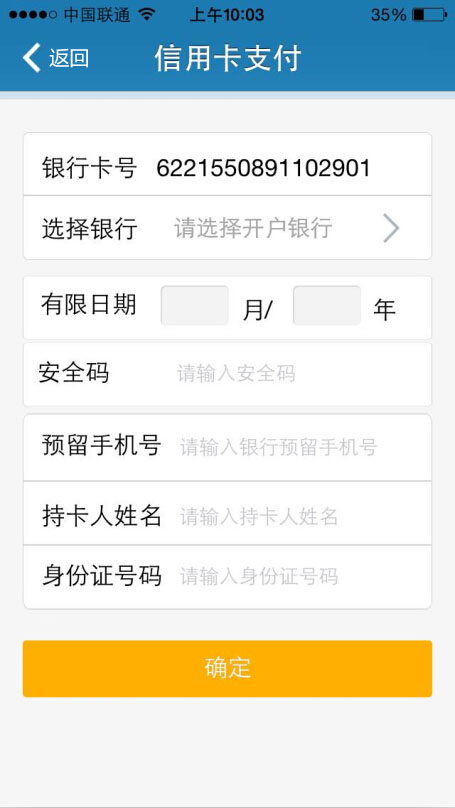 中国联通 上午10:03 35%
返回 信用卡支付
银行卡号 6221550891102901
选择银行 请选择开户银行
有限日期 月/ 年
安全码 请输入安全码
预留手机号 请输入银行预留手机号
持卡人姓名 请输入持卡人姓名
身份证号码 请输入身份证号码
确定